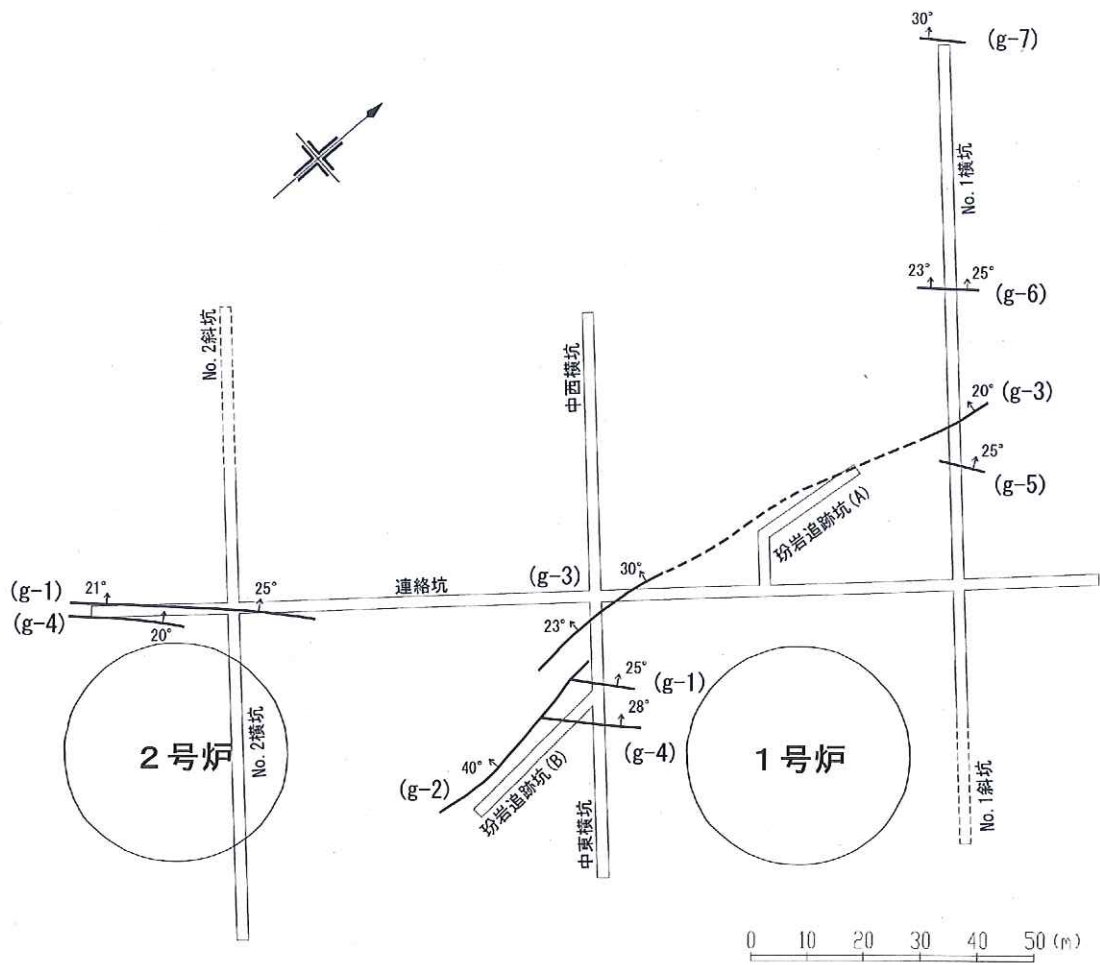 30°
(g-7)
No.1横坑
23°
25°
(g-6)
No.2斜坑
中西横坑
20°
(g-3)
25°
(g-5)
玢岩追跡坑(A)
(g-1)
21°
25°
連絡坑
(g-3)
30°
(g-4)
20°
23°
25°
(g-1)
28°
(g-4)
2号炉
No.2横坑
40°
(g-2)
玢岩追跡坑(B)
中東横坑
1号炉
No.1斜坑
0 10 20 30 40 50 (m)